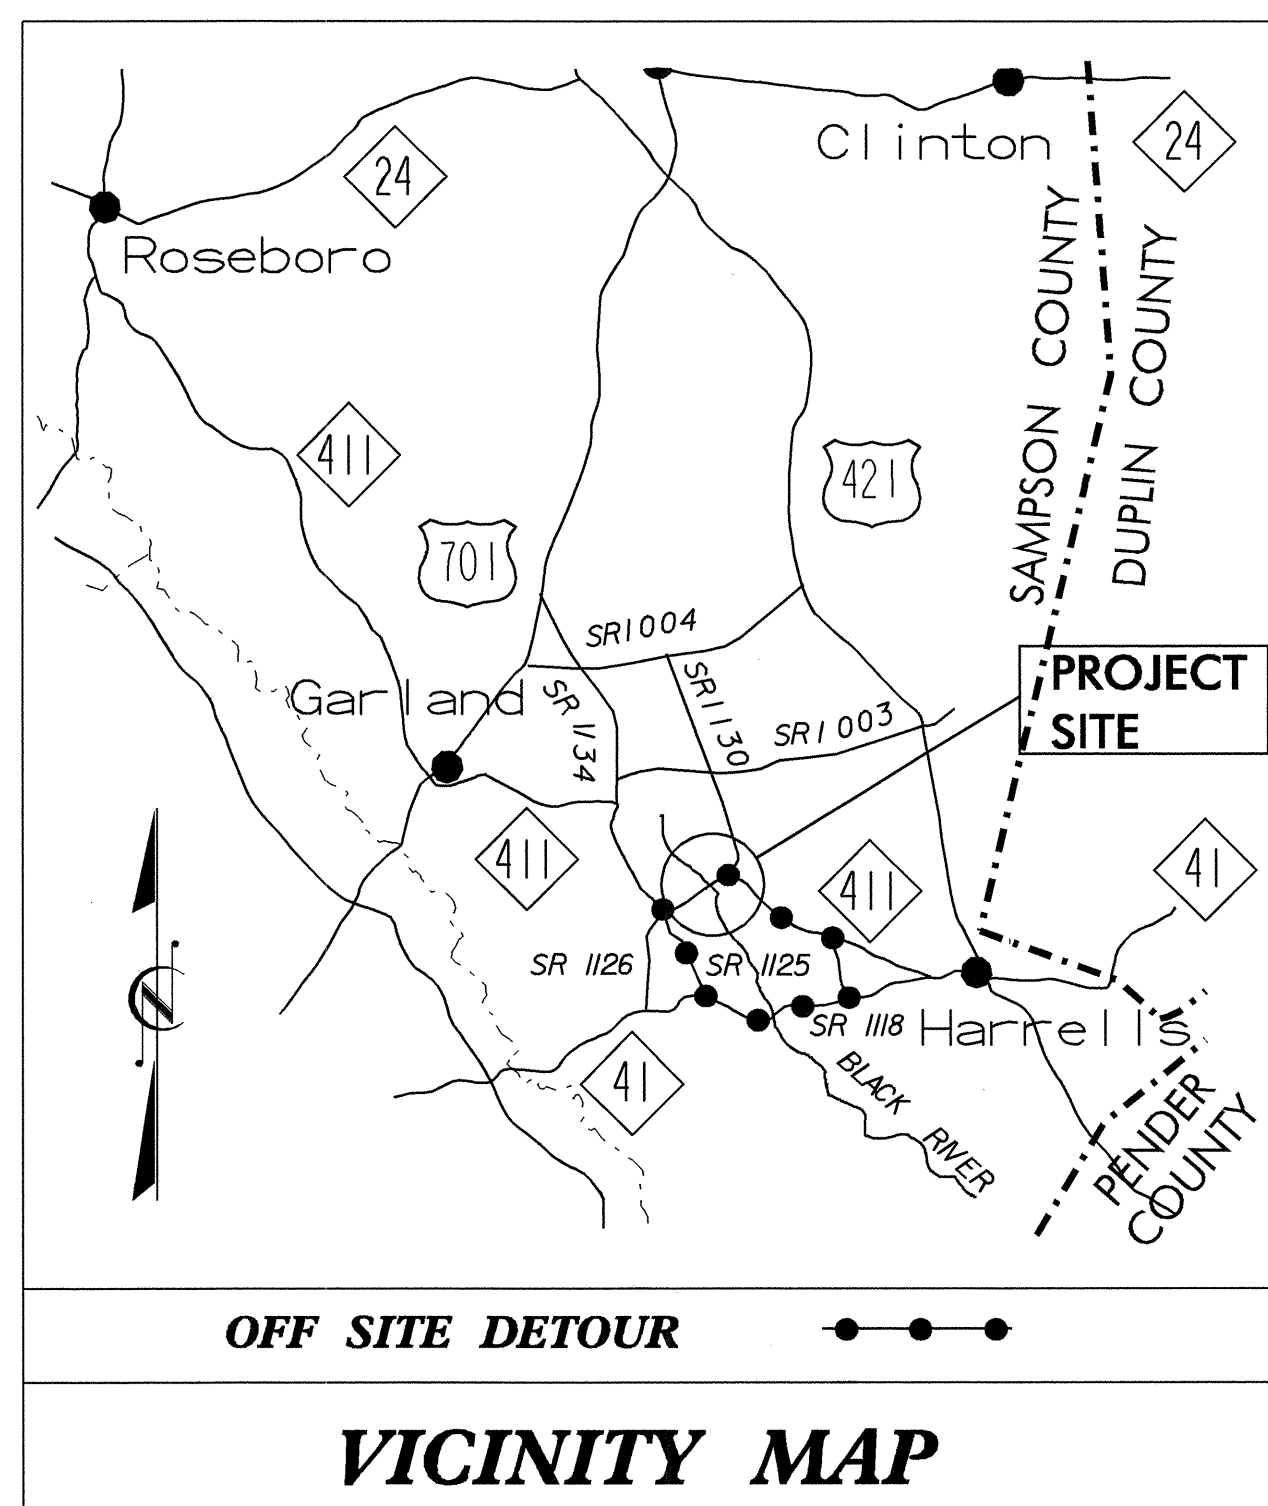 Clinton
24
24
Roseboro
SAMPSON COUNTY
DUPLIN COUNTY
411
421
701
SR1004
PROJECT
SITE
Garland
SR 1134
SR1130
SR1003
411
411
41
SR 1126
SR 1125
SR 1118
Harrells
41
BLACK RIVER
PENDER
COUNTY
N
OFF SITE DETOUR
VICINITY MAP